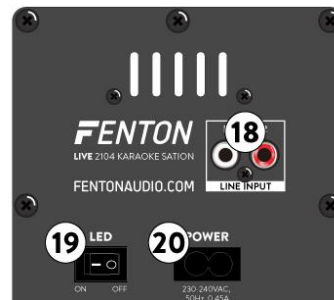 FENTON
18
LIVE 2104 KARAOKE SATION
FENTONAUDIO.COM
LINE INPUT
19
LED
20
POWER
ON OFF
230-240VAC,
50Hz, 0.45A